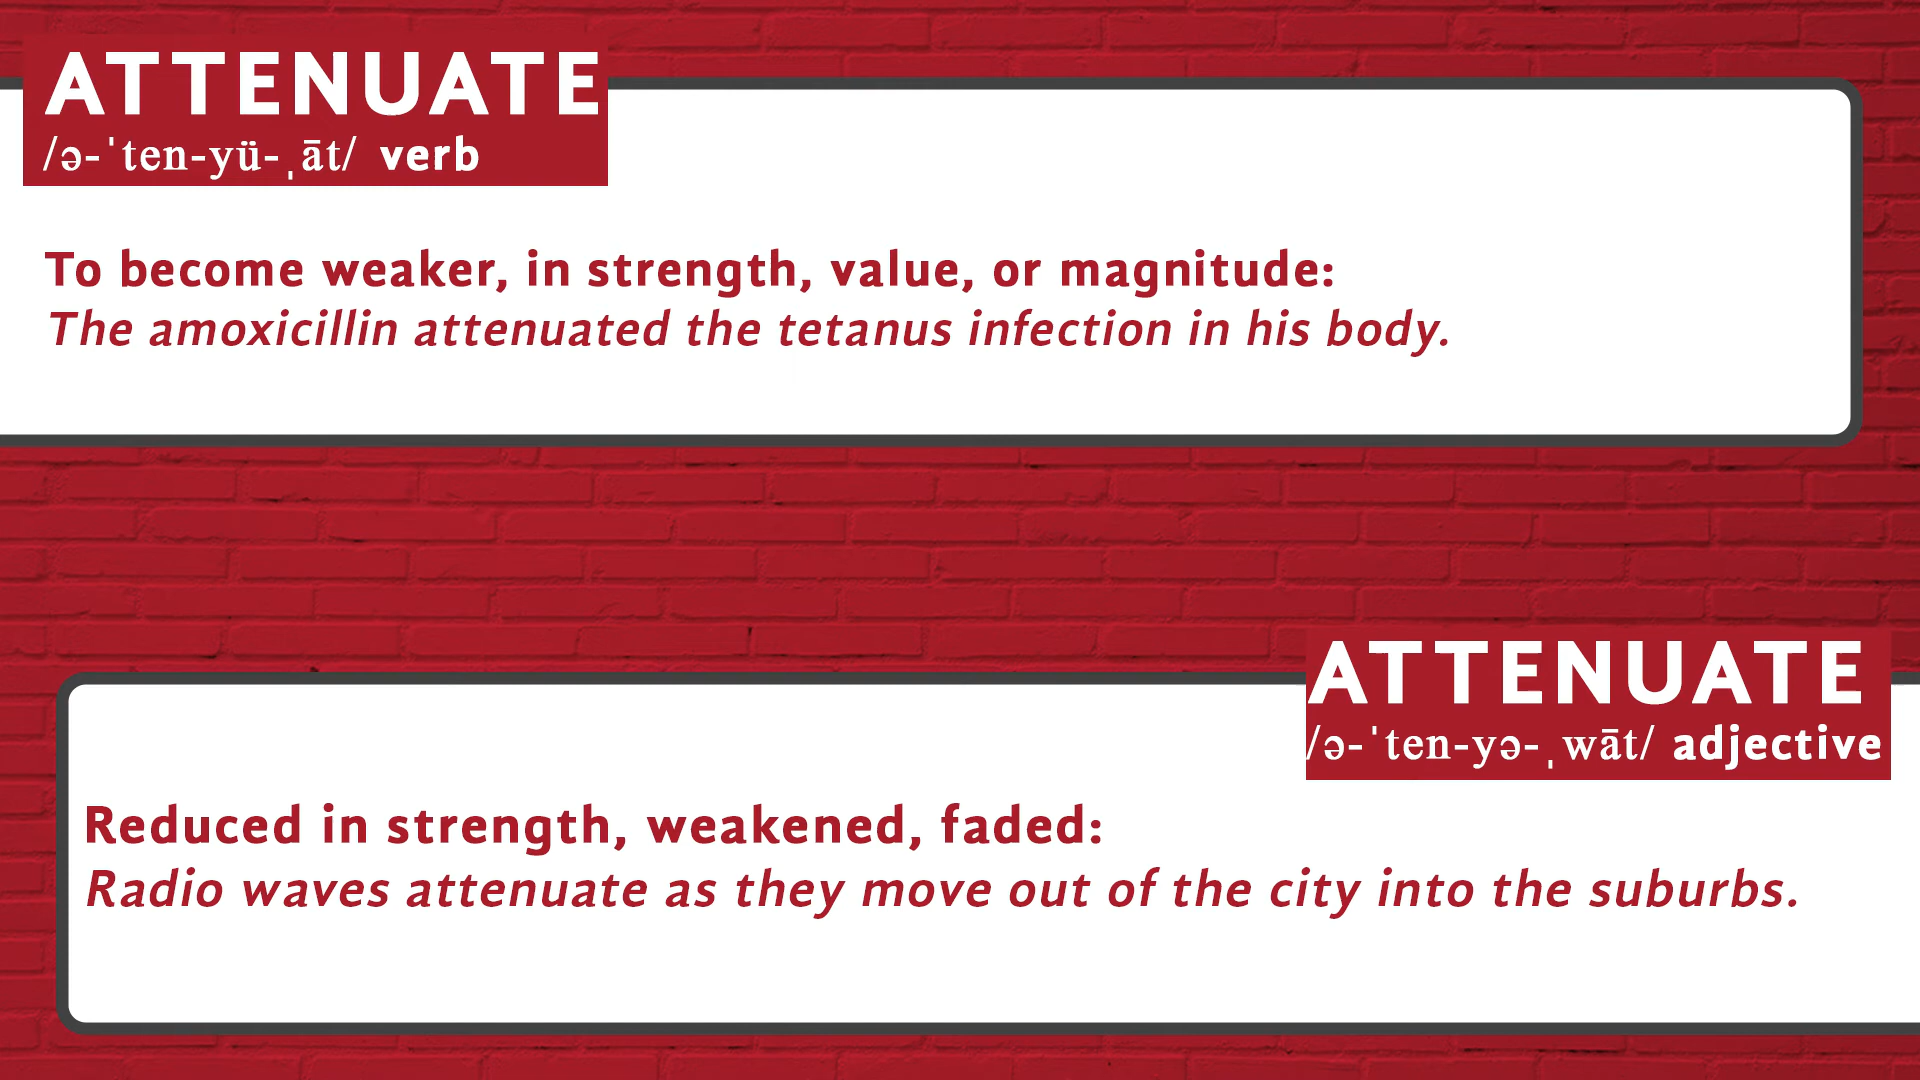 ATTENUATE
/ə-ˈten-yü-ˌāt/ verb
To become weaker, in strength, value, or magnitude:
The amoxicillin attenuated the tetanus infection in his body.
ATTENUATE
/ə-ˈten-yə-ˌwāt/ adjective
Reduced in strength, weakened, faded:
Radio waves attenuate as they move out of the city into the suburbs.